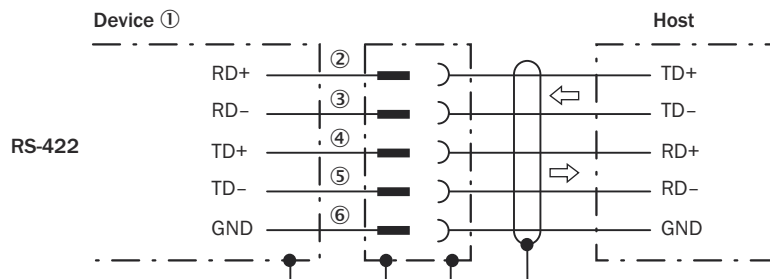 Device ① Host
RD+ ② TD+
RD– ③ TD–
RS-422 TD+ ④ RD+
TD– ⑤ RD–
GND ⑥ GND